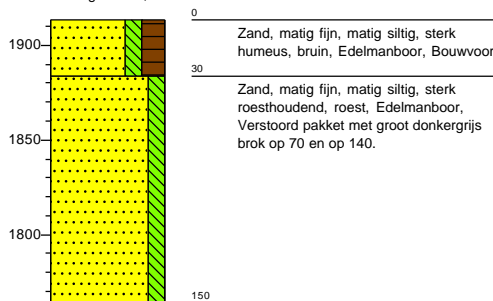 0
1900
Zand, matig fijn, matig siltig, sterk
humeus, bruin, Edelmanboor, Bouwvoor
30
Zand, matig fijn, matig siltig, sterk
roesthoudend, roest, Edelmanboor,
Verstoord pakket met groot donkergrijs
brok op 70 en op 140.
1850
1800
150